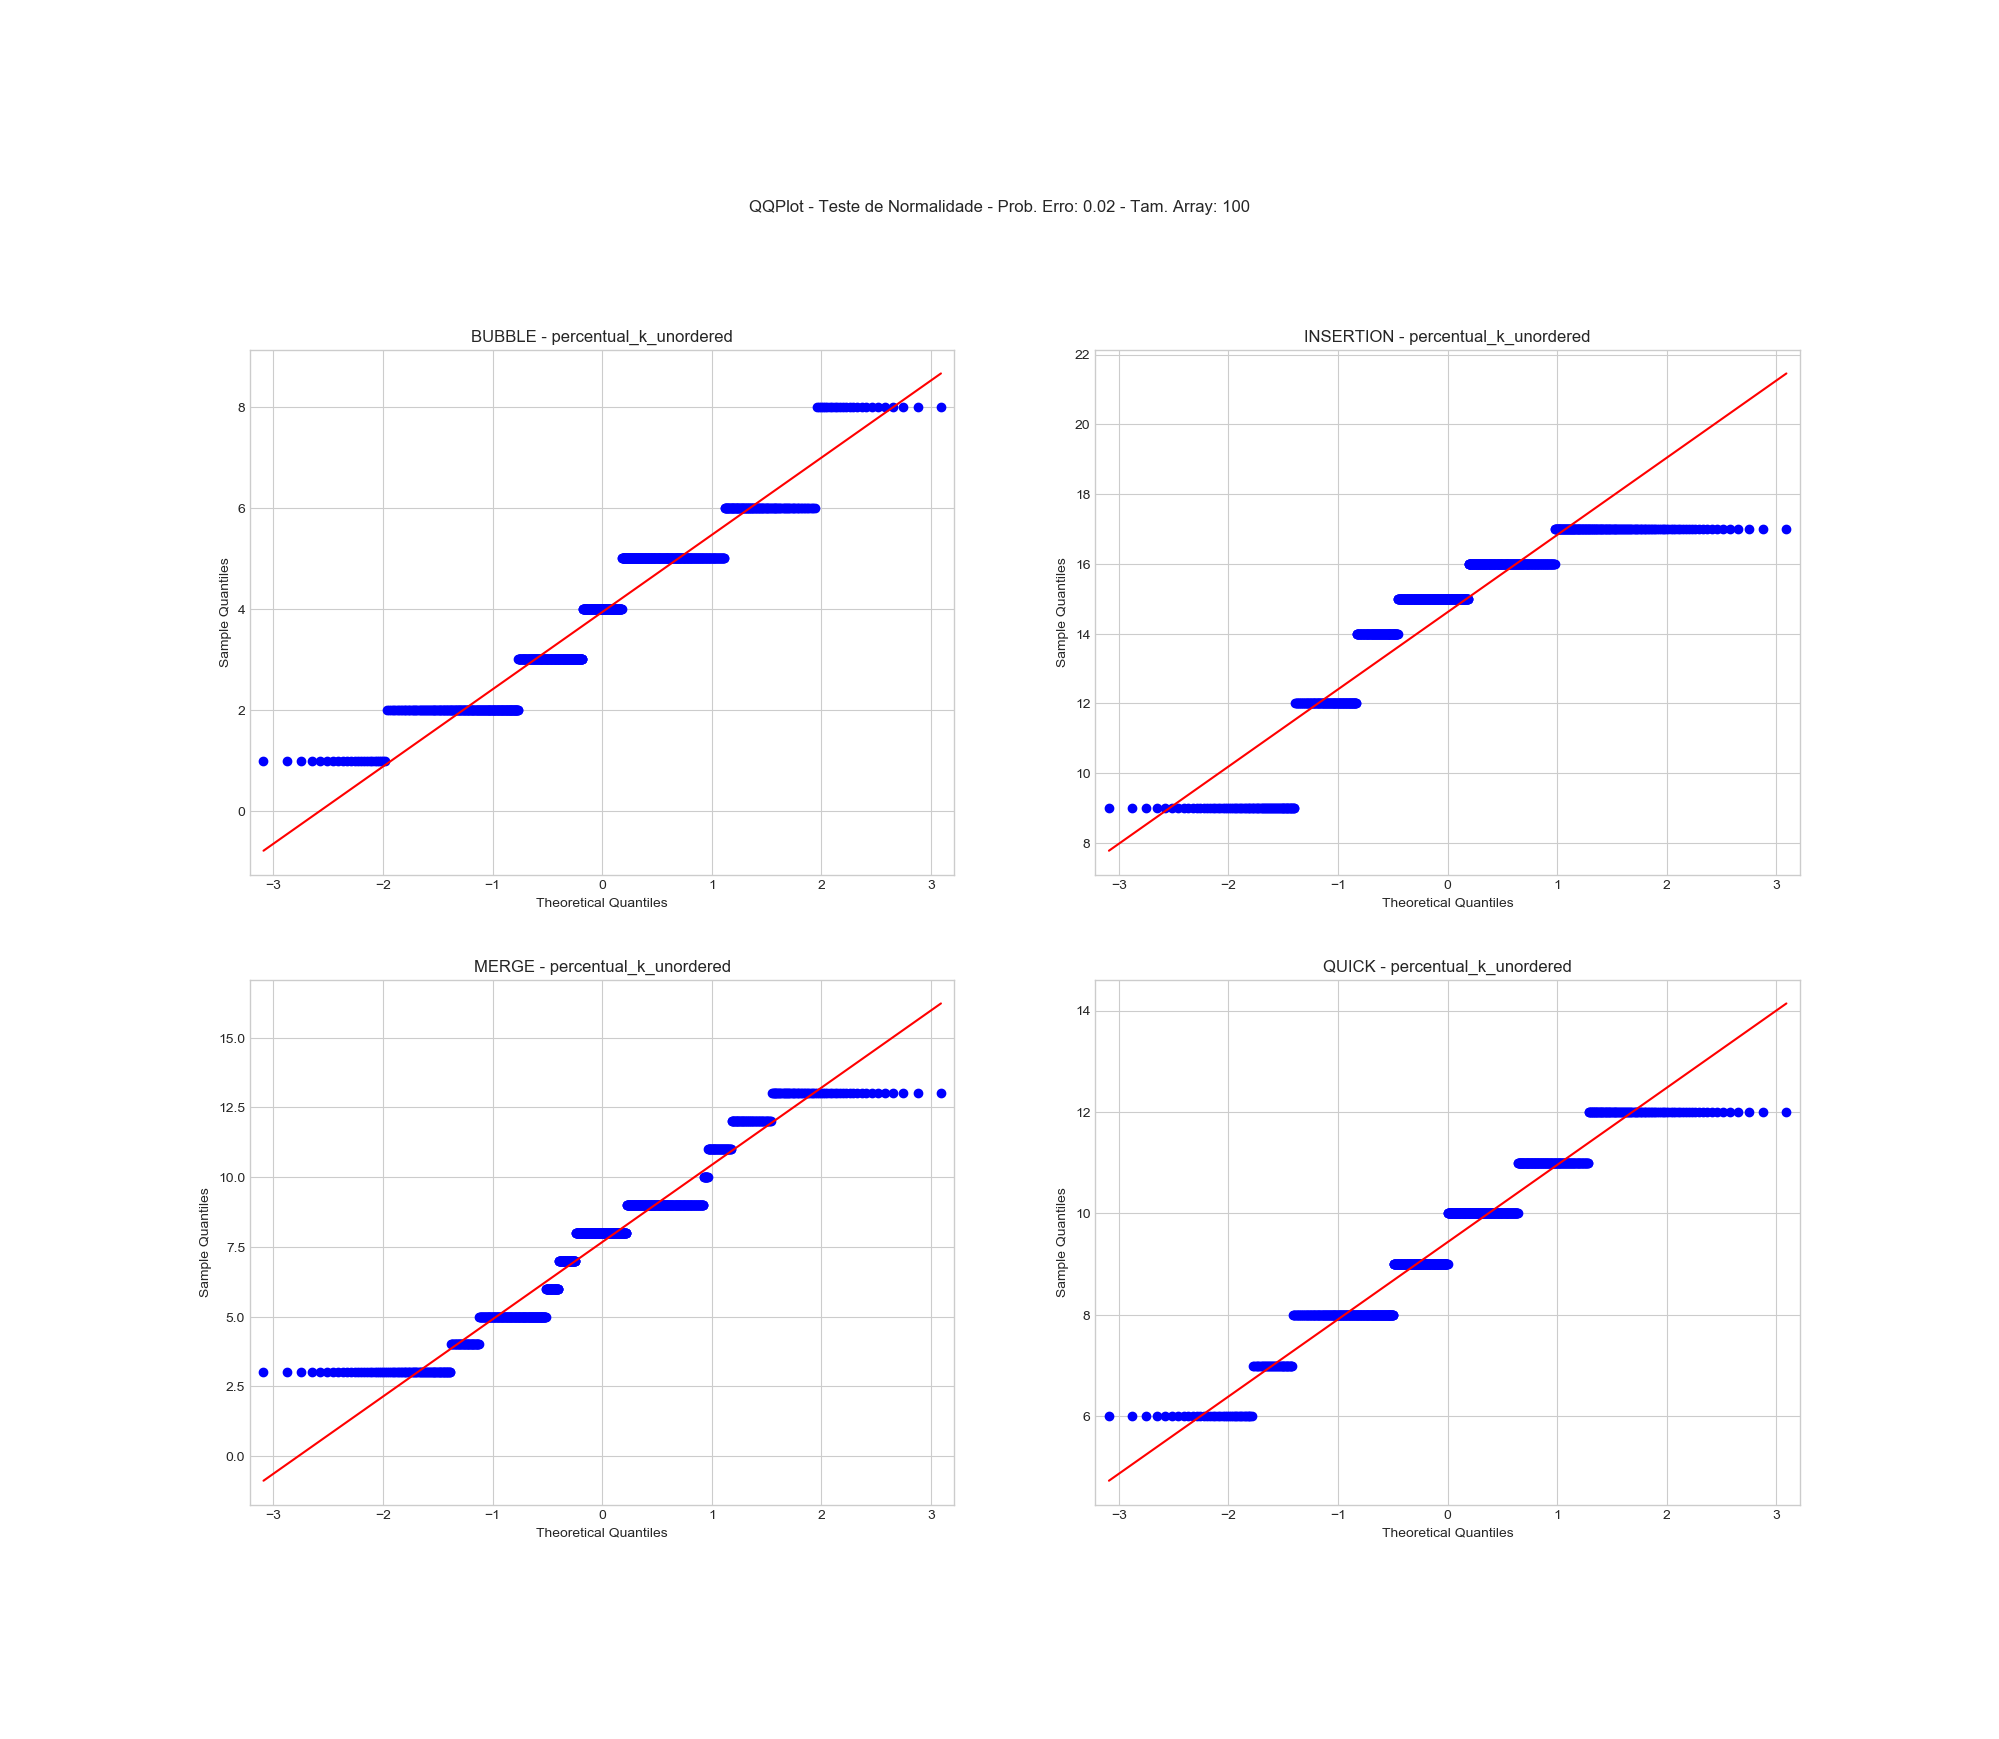 QQPlot - Teste de Normalidade - Prob. Erro: 0.02 - Tam. Array: 100
BUBBLE - percentual_k_unordered
8
6
4
2
0
Sample Quantiles
−3 −2 −1 0 1 2 3
Theoretical Quantiles
INSERTION - percentual_k_unordered
22
20
18
16
14
12
10
8
Sample Quantiles
−3 −2 −1 0 1 2 3
Theoretical Quantiles
MERGE - percentual_k_unordered
15.0
12.5
10.0
7.5
5.0
2.5
0.0
Sample Quantiles
−3 −2 −1 0 1 2 3
Theoretical Quantiles
QUICK - percentual_k_unordered
14
12
10
8
6
Sample Quantiles
−3 −2 −1 0 1 2 3
Theoretical Quantiles